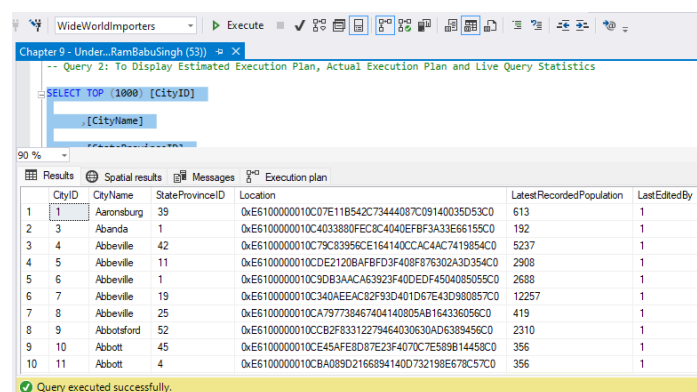 WideWorldImporters Execute
Chapter 9 - Under...RamBabuSingh (53))
-- Query 2: To Display Estimated Execution Plan, Actual Execution Plan and Live Query Statistics
SELECT TOP (1000) [CityID]
,[CityName]
,[StateProvinceID]
90 %
Results Spatial results Messages Execution plan
CityID CityName StateProvinceID Location LatestRecordedPopulation LastEditedBy
1 1 Aaronsburg 39 0xE6100000010C07E11B542C73444087C09140035D53C0 613 1
2 3 Abanda 1 0xE6100000010C4033880FEC8C4040EFBF3A33E66155C0 192 1
3 4 Abbeville 42 0xE6100000010C79C83956CE164140CCAC4AC7419854C0 5237 1
4 5 Abbeville 11 0xE6100000010CDE2120BAFBFD3F408F876302A3D354C0 2908 1
5 6 Abbeville 1 0xE6100000010C9DB3AACA63923F40DEDF4504085055C0 2688 1
6 7 Abbeville 19 0xE6100000010C340AEEAC82F93D401D67E43D980857C0 12257 1
7 8 Abbeville 25 0xE6100000010CA797738467404140805AB164336056C0 419 1
8 9 Abbotsford 52 0xE6100000010CCB2F83312279464030630AD6389456C0 2310 1
9 10 Abbott 45 0xE6100000010CE45AFE8D87E23F4070C7E589B14458C0 356 1
10 11 Abbott 4 0xE6100000010CBA089D2166894140D732198E678C57C0 356 1
Query executed successfully.